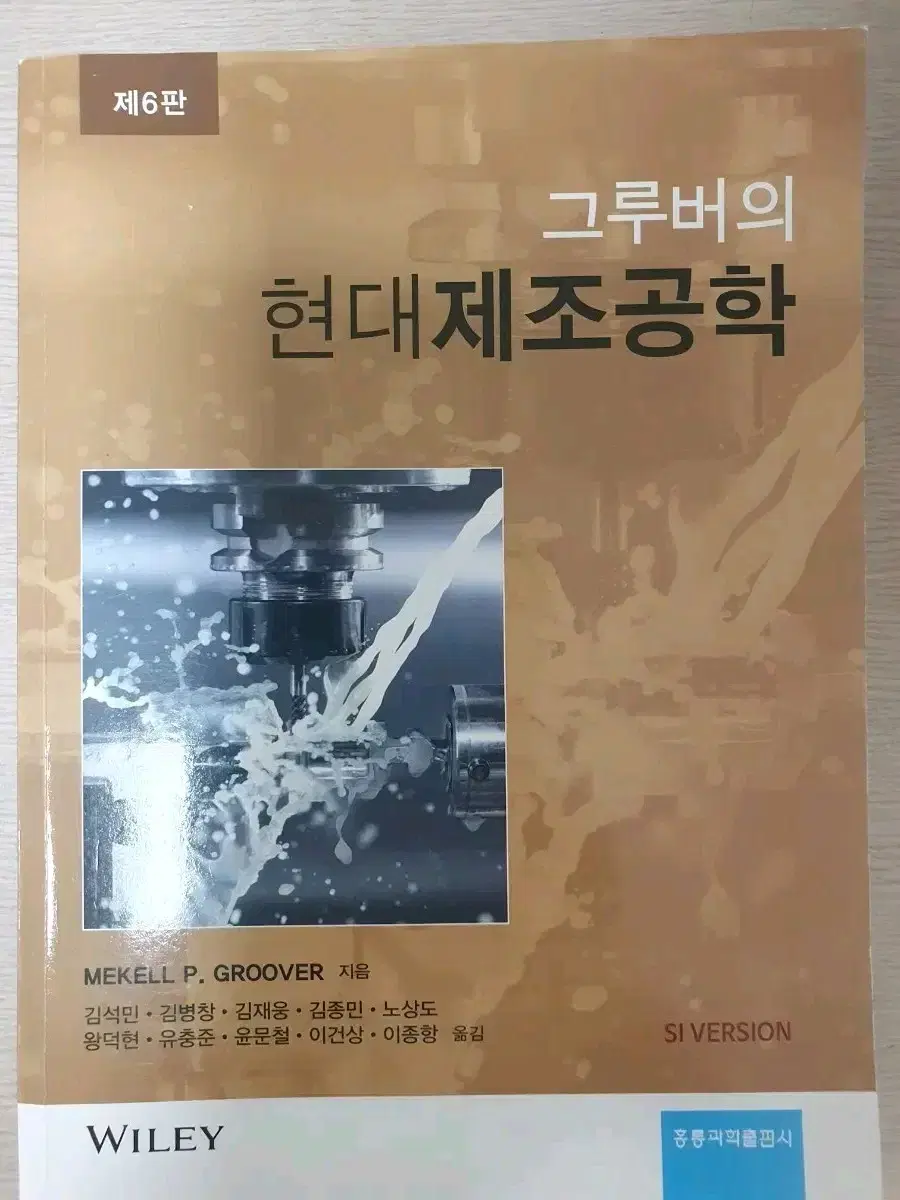 제6판
그루버의
현대제조공학
MEKELL P. GROOVER 지음
김석민 · 김병창 · 김재웅 · 김종민 · 노상도
왕덕현 · 유충준 · 윤문철 · 이건상 · 이종항 옮김
SI VERSION
WILEY
홍릉과학출판사